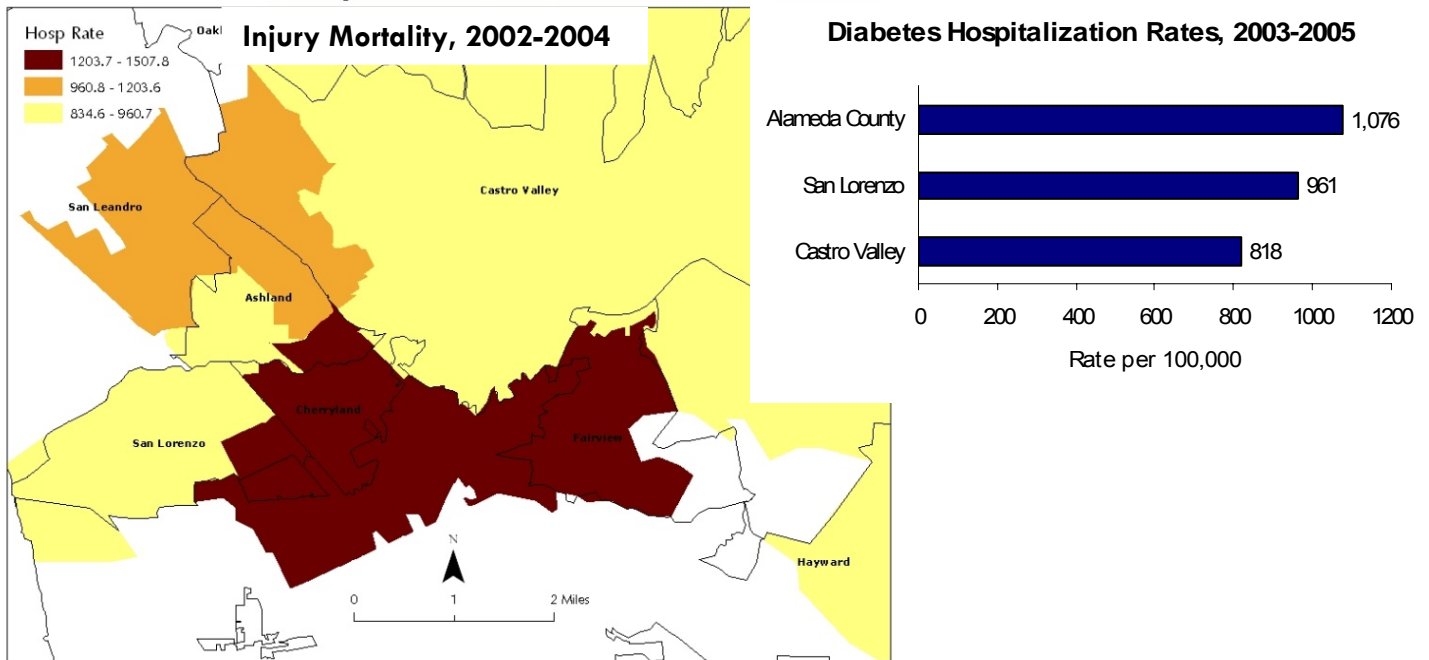 Injury Mortality, 2002-2004
Hosp Rate
1203.7 - 1507.8
960.8 - 1203.6
834.6 - 960.7
Oakl
Castro Valley
San Leandro
Ashland
Cherryland
San Lorenzo
Fairview
Hayward
N
0 1 2 Miles
Diabetes Hospitalization Rates, 2003-2005
Alameda County 1,076
San Lorenzo 961
Castro Valley 818
0 200 400 600 800 1000 1200
Rate per 100,000